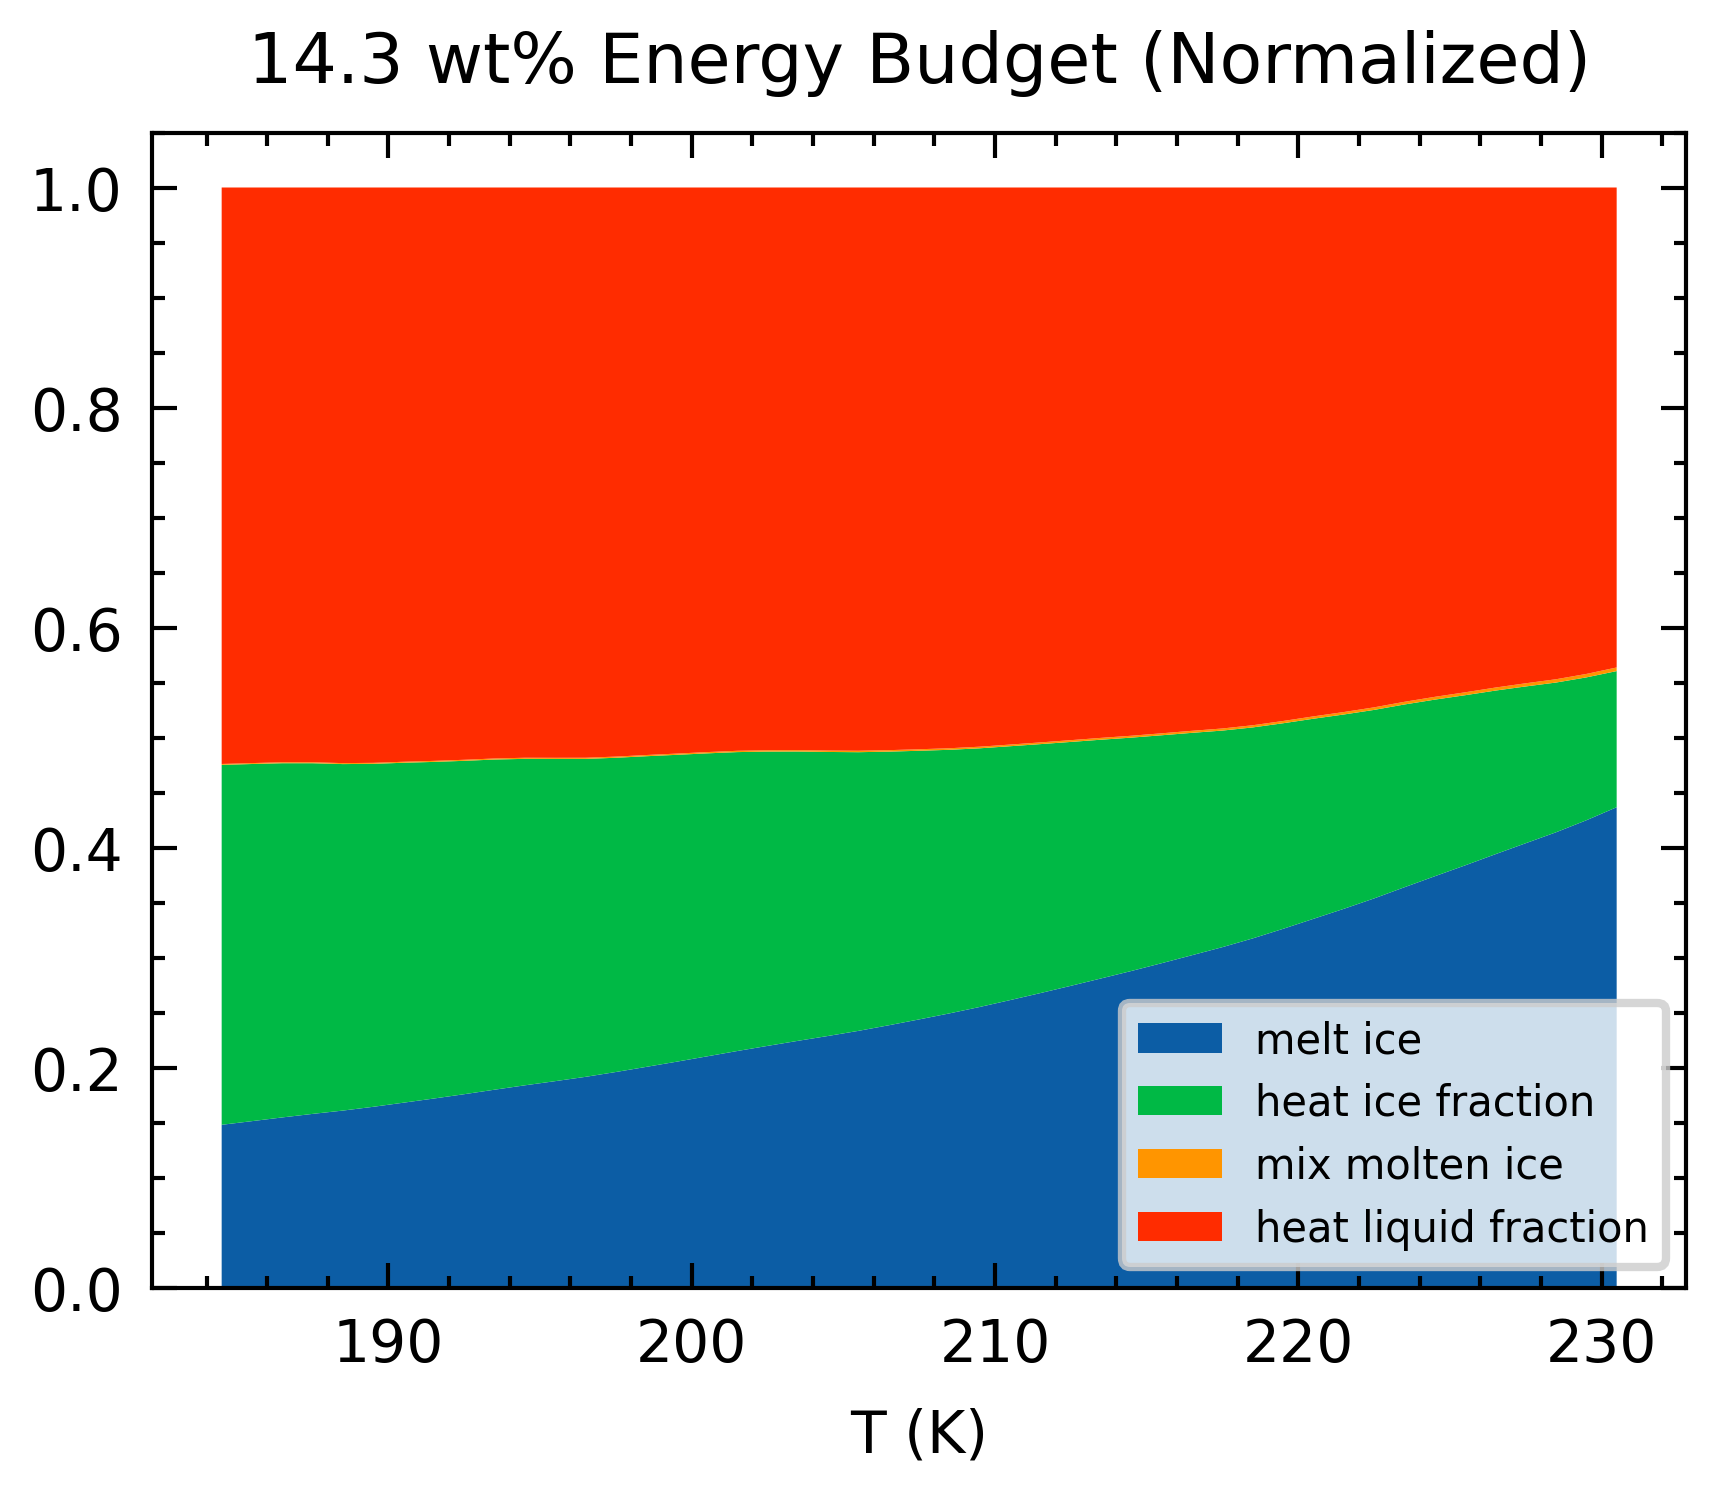 14.3 wt% Energy Budget (Normalized)
1.0
0.8
0.6
0.4
0.2
0.0
melt ice
heat ice fraction
mix molten ice
heat liquid fraction
190 200 210 220 230
T (K)